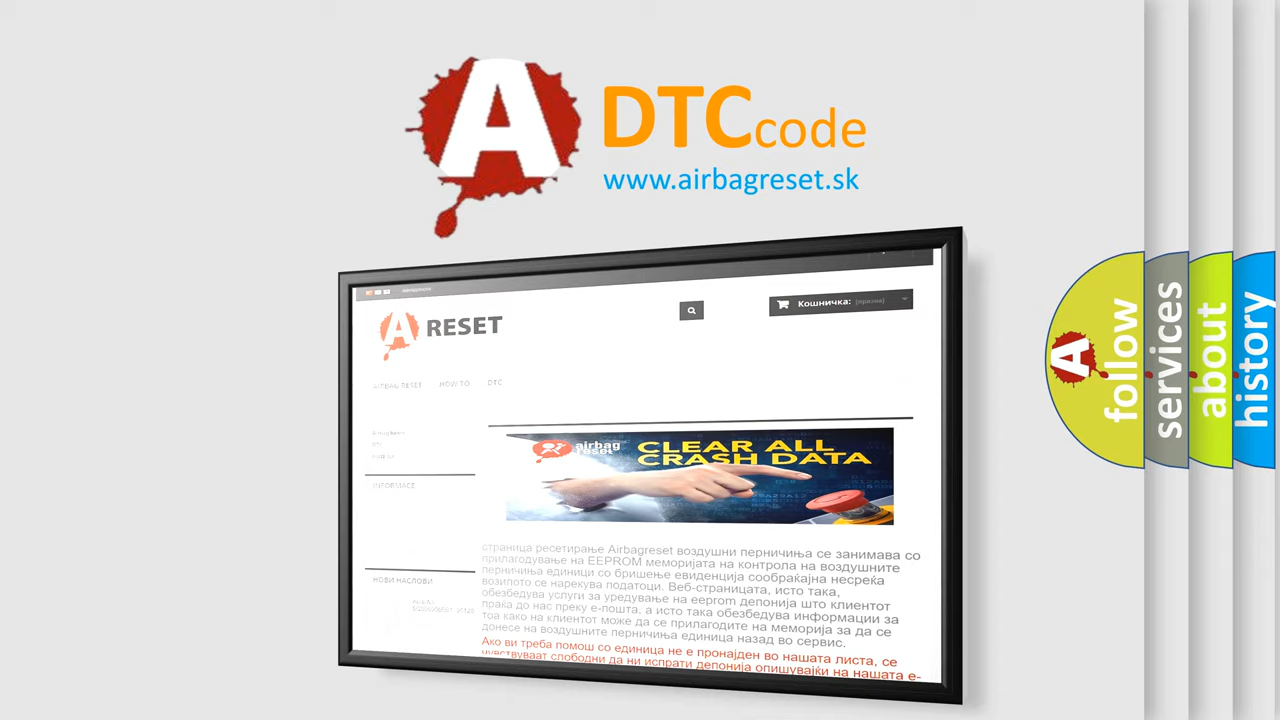 A
DTC code
www.airbagreset.sk
A RESET
Кошничка: (празни)
AIRBAG RESET HOW TO DTC
DTC
INFORMACE
airbag
reset
CLEAR ALL
CRASH DATA
страница ресетирање Airbagreset воздушни перничиња се занимава со
прилагодување на EEPROM меморијата на контрола на воздушните
перничиња единици со бришење евиденција сообраќајна несреќа
возилото се нарекува податоци. Веб-страницата, исто така,
обезбедува услуги за уредување на eeprom депонија што клиентот
праќа до нас преку е-пошта, а исто така обезбедува информации за
тоа како на клиентот може да се прилагодите на меморија за да се
донесе на воздушните перничиња единица назад во сервис.
Ако ви треба помош со единица не е пронајден во нашата листа, се
чувствуваат слободни да ни испрати депонија опишувајќи на нашата е-
НОВИ НАСЛОВИ
A
follow
services
about
history